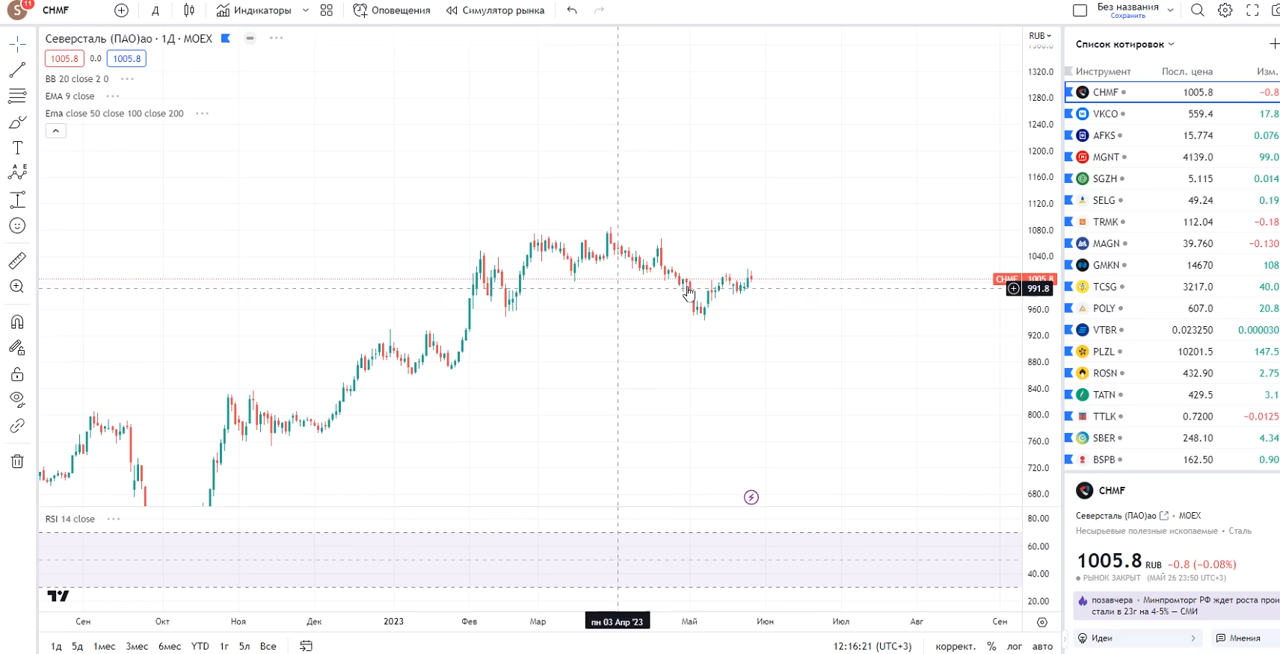 S 11 CHMF Д Индикаторы Оповещения Симулятор рынка Без названия
Сохранить
Северсталь (ПАО)ао · 1Д · MOEX
1005.8 0.0 1005.8
BB 20 close 2 0
EMA 9 close
Ema close 50 close 100 close 200
RUB
1320.0
1280.0
1240.0
1200.0
1160.0
1120.0
1080.0
1040.0
CHMF 1005.8
991.8
960.0
920.0
880.0
840.0
800.0
760.0
720.0
680.0
RSI 14 close
80.00
60.00
40.00
20.00
Сен Окт Ноя Дек 2023 Фев Мар пн 03 Апр '23 Май Июн Июл Авг Сен
1д 5д 1мес 3мес 6мес YTD 1г 5л Все 12:16:21 (UTC+3) коррект. % лог авто
Список котировок
Инструмент Посл. цена Изм.
CHMF 1005.8 −0.8
VKCO 559.4 17.8
AFKS 15.774 0.076
MGNT 4139.0 99.0
SGZH 5.115 0.014
SELG 49.24 0.19
TRMK 112.04 −0.18
MAGN 39.760 −0.130
GMKN 14670 108
TCSG 3217.0 40.0
POLY 607.0 20.8
VTBR 0.023250 0.000030
PLZL 10201.5 147.5
ROSN 432.90 2.75
TATN 429.5 3.1
TTLK 0.7200 −0.0125
SBER 248.10 4.34
BSPB 162.50 0.90
CHMF
Северсталь (ПАО)ао · MOEX
Несырьевые полезные ископаемые · Сталь
1005.8 RUB −0.8 (−0.08%)
РЫНОК ЗАКРЫТ (МАЙ 26 23:50 UTC+3)
позавчера · Минпромторг РФ ждет роста прои
стали в 23г на 4-5% — СМИ
Идеи Мнения